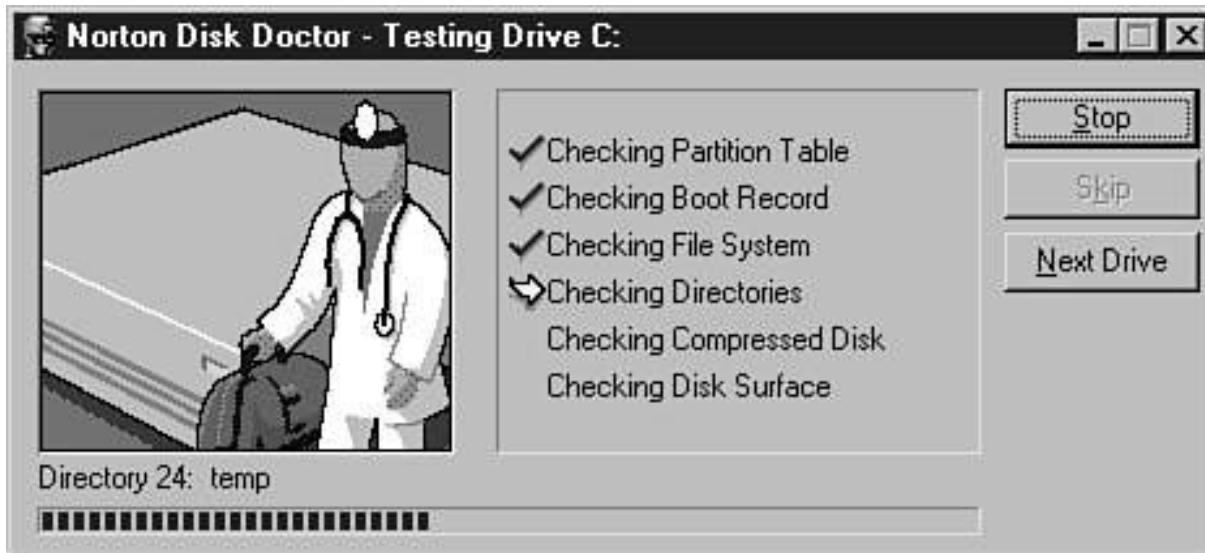 Norton Disk Doctor - Testing Drive C:
Checking Partition Table
Checking Boot Record
Checking File System
Checking Directories
Checking Compressed Disk
Checking Disk Surface
Stop
Skip
Next Drive
Directory 24: temp